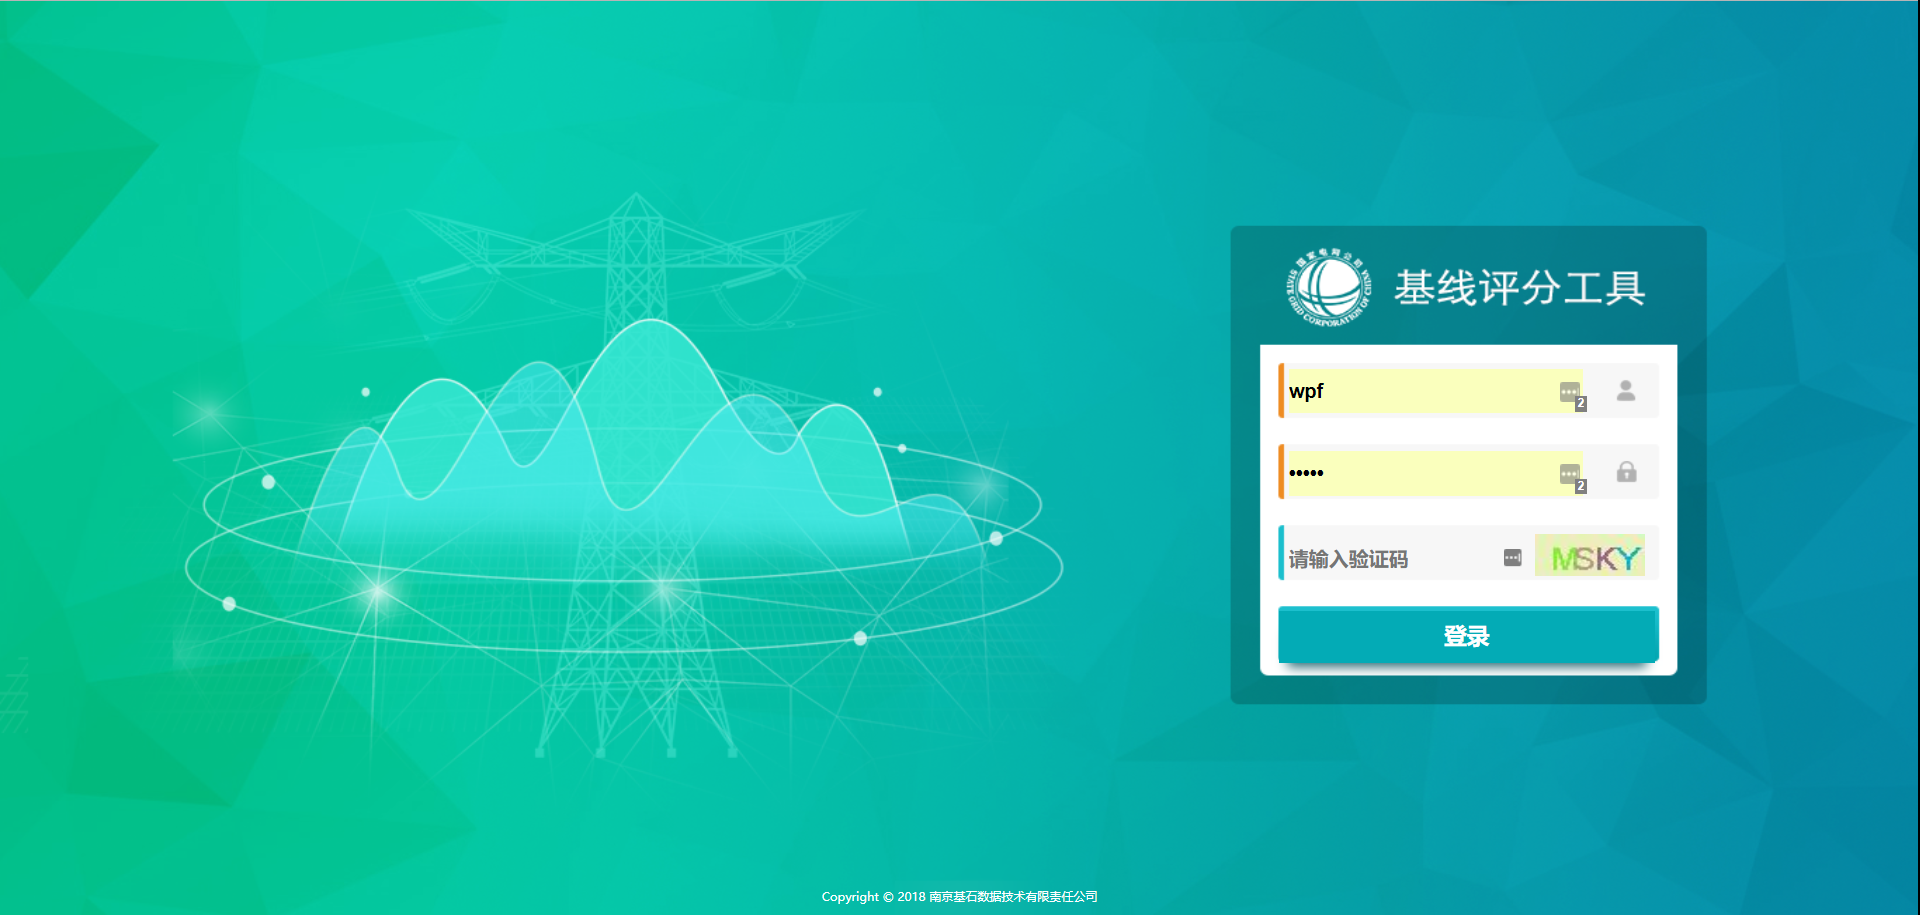 国家电网公司
STATE GRID CORPORATION OF CHINA
基线评分工具
wpf
2
•••••
2
请输入验证码
MSKY
登录
Copyright © 2018 南京基石数据技术有限责任公司